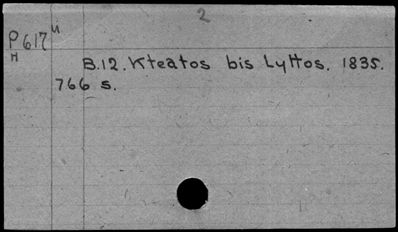 2
P617 u
H
B.12. Kteatos bis Lyttos. 1835.
766 s.